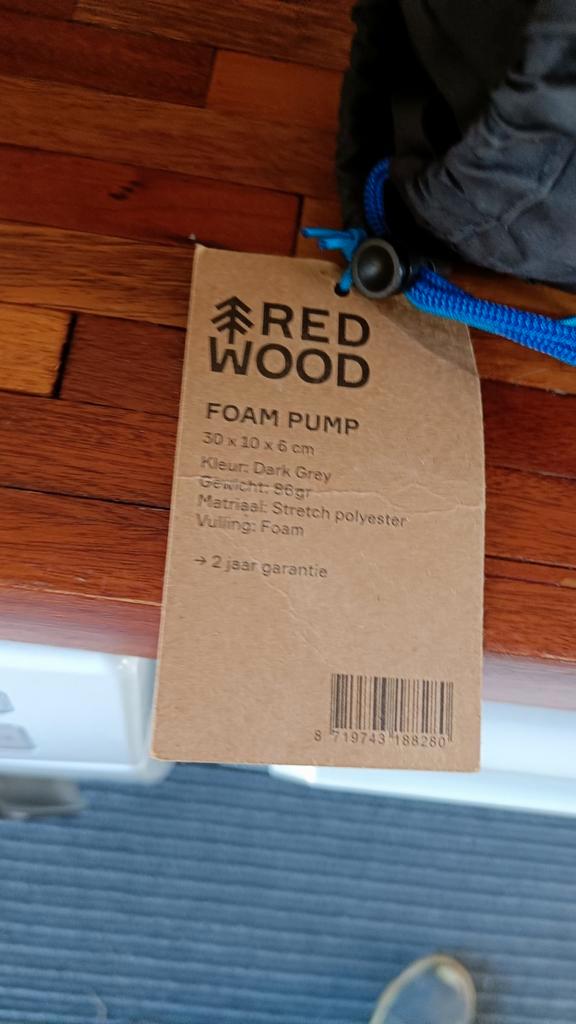 RED
WOOD
FOAM PUMP
30 x 10 x 6 cm
Kleur: Dark Grey
Gewicht: 86gr
Matriaal: Stretch polyester
Vulling: Foam
→ 2 jaar garantie
8 719743 188280